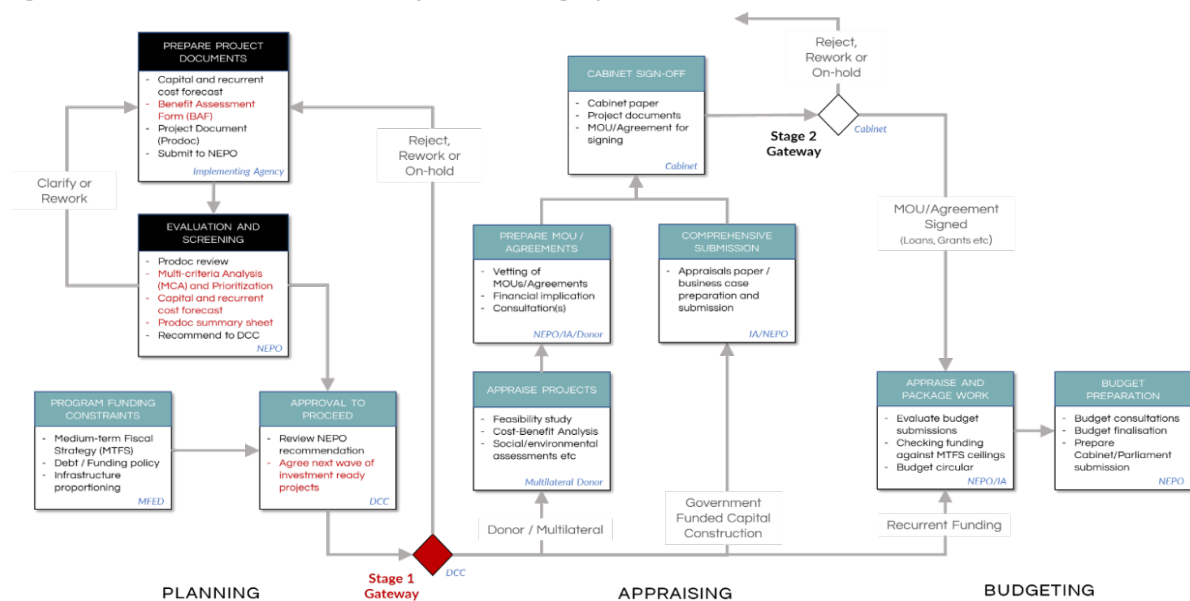 PREPARE PROJECT
DOCUMENTS
- Capital and recurrent
cost forecast
- Benefit Assessment
Form (BAF)
- Project Document
(Prodoc)
- Submit to NEPO
Implementing Agency
Clarify or
Rework
Reject,
Rework or
On-hold
EVALUATION AND
SCREENING
- Prodoc review
- Multi-criteria Analysis
(MCA) and Prioritization
- Capital and recurrent
cost forecast
- Prodoc summary sheet
- Recommend to DCC
NEPO
PROGRAM FUNDING
CONSTRAINTS
- Medium-term Fiscal
Strategy (MTFS)
- Debt / Funding policy
- Infrastructure
proportioning
MFED
APPROVAL TO
PROCEED
- Review NEPO
recommendation
- Agree next wave of
investment ready
projects
DCC
Stage 1
Gateway
DCC
PLANNING
CABINET SIGN-OFF
- Cabinet paper
- Project documents
- MOU/Agreement for
signing
Cabinet
Reject,
Rework or
On-hold
Stage 2
Gateway
Cabinet
PREPARE MOU /
AGREEMENTS
- Vetting of
MOUs/Agreements
- Financial implication
- Consultation(s)
NEPO/IA/Donor
COMPREHENSIVE
SUBMISSION
- Appraisals paper /
business case
preparation and
submission
IA/NEPO
APPRAISE PROJECTS
- Feasibility study
- Cost-Benefit Analysis
- Social/environmental
assessments etc
Multilateral Donor
Donor / Multilateral
Government
Funded Capital
Construction
APPRAISING
MOU/Agreement
Signed
(Loans, Grants etc)
APPRAISE AND
PACKAGE WORK
- Evaluate budget
submissions
- Checking funding
against MTFS ceilings
- Budget circular
NEPO/IA
BUDGET
PREPARATION
- Budget consultations
- Budget finalisation
- Prepare
Cabinet/Parliament
submission
NEPO
Recurrent Funding
BUDGETING